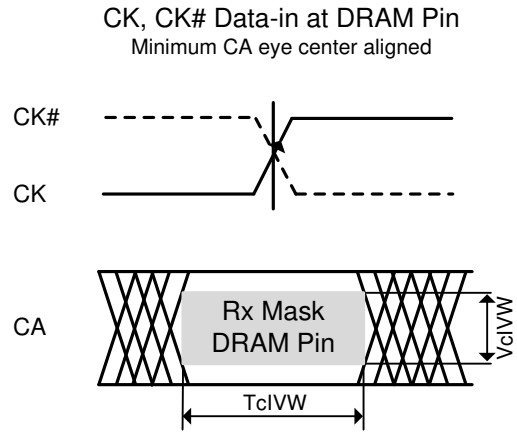 CK, CK# Data-in at DRAM Pin
Minimum CA eye center aligned
CK#
CK
CA
Rx Mask
DRAM Pin
VcIVW
TcIVW